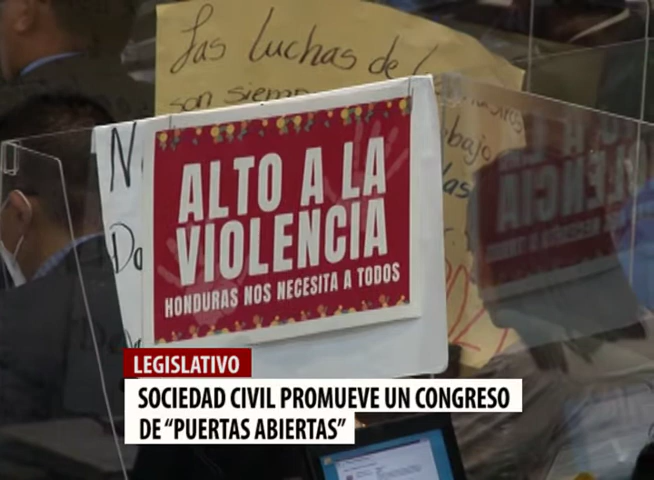 Las luchas de
son siempre
ALTO A LA
VIOLENCIA
HONDURAS NOS NECESITA A TODOS
LEGISLATIVO
SOCIEDAD CIVIL PROMUEVE UN CONGRESO
DE “PUERTAS ABIERTAS”